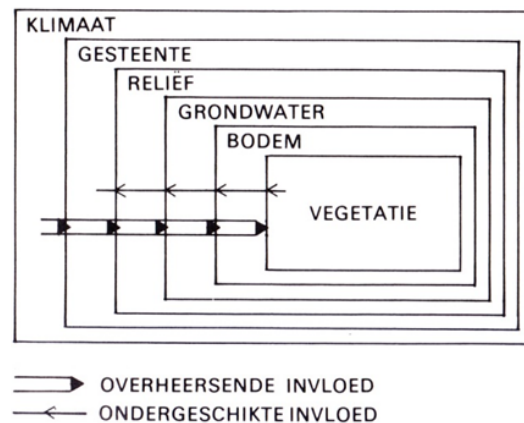 KLIMAAT
GESTEENTE
RELIËF
GRONDWATER
BODEM
VEGETATIE
OVERHEERSENDE INVLOED
ONDERGESCHIKTE INVLOED